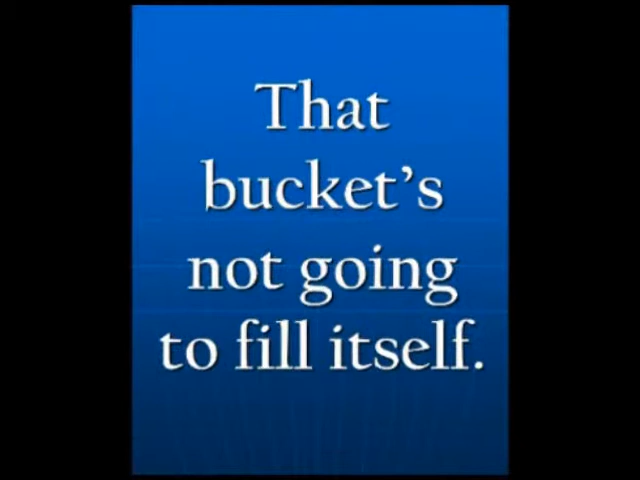 That
bucket’s
not going
to fill itself.